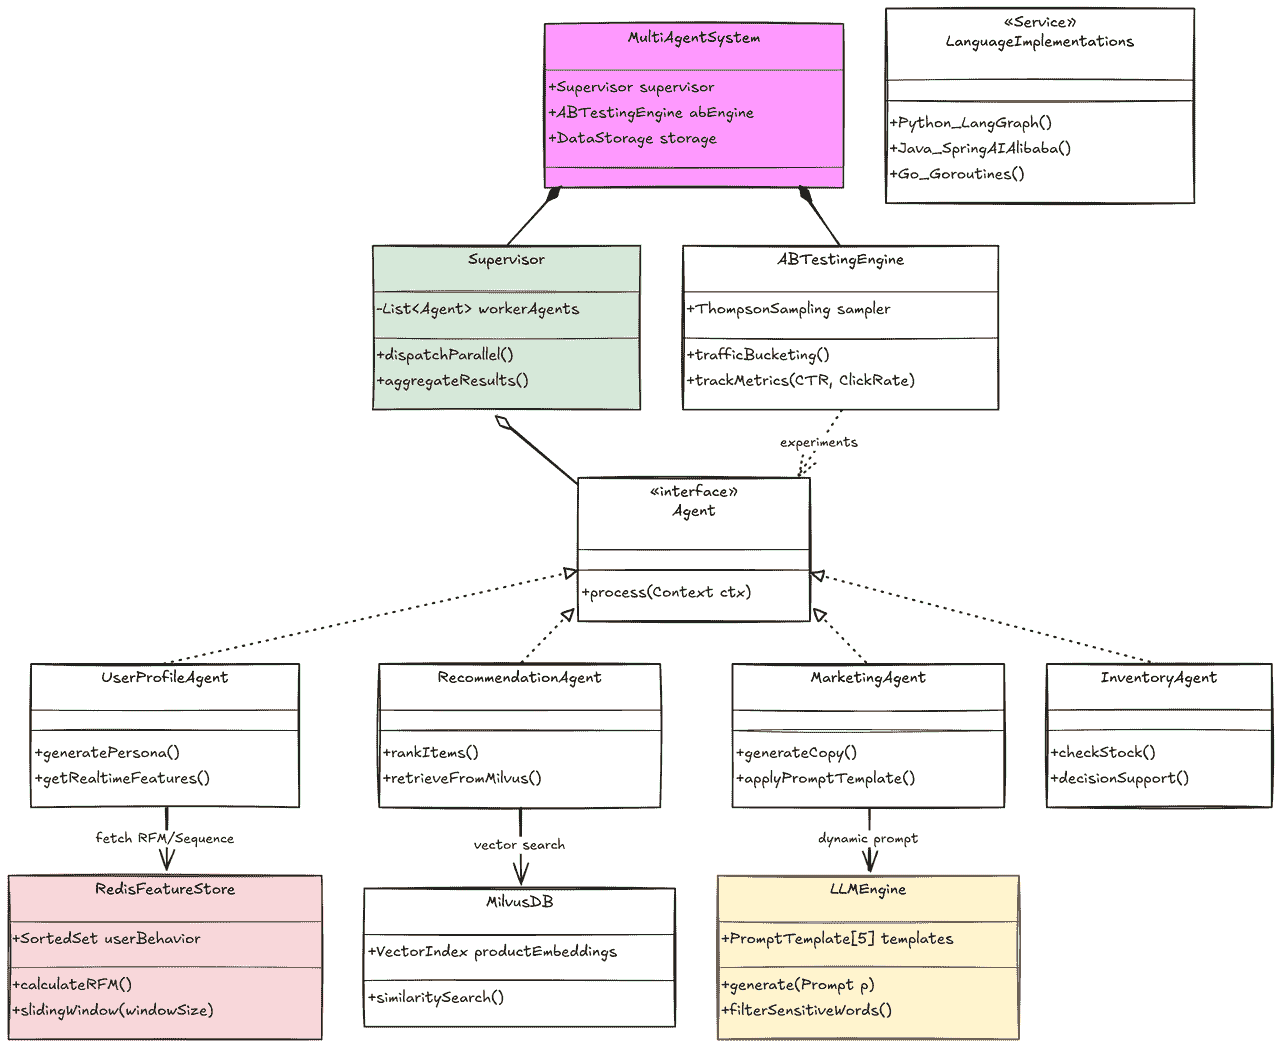 MultiAgentSystem
+Supervisor supervisor
+ABTestingEngine abEngine
+DataStorage storage
«Service»
LanguageImplementations
+Python_LangGraph()
+Java_SpringAIAlibaba()
+Go_Goroutines()
Supervisor
-List<Agent> workerAgents
+dispatchParallel()
+aggregateResults()
ABTestingEngine
+ThompsonSampling sampler
+trafficBucketing()
+trackMetrics(CTR, ClickRate)
experiments
«interface»
Agent
+process(Context ctx)
UserProfileAgent
+generatePersona()
+getRealtimeFeatures()
RecommendationAgent
+rankItems()
+retrieveFromMilvus()
MarketingAgent
+generateCopy()
+applyPromptTemplate()
InventoryAgent
+checkStock()
+decisionSupport()
fetch RFM/Sequence
vector search
dynamic prompt
RedisFeatureStore
+SortedSet userBehavior
+calculateRFM()
+slidingWindow(windowSize)
MilvusDB
+VectorIndex productEmbeddings
+similaritySearch()
LLMEngine
+PromptTemplate[5] templates
+generate(Prompt p)
+filterSensitiveWords()